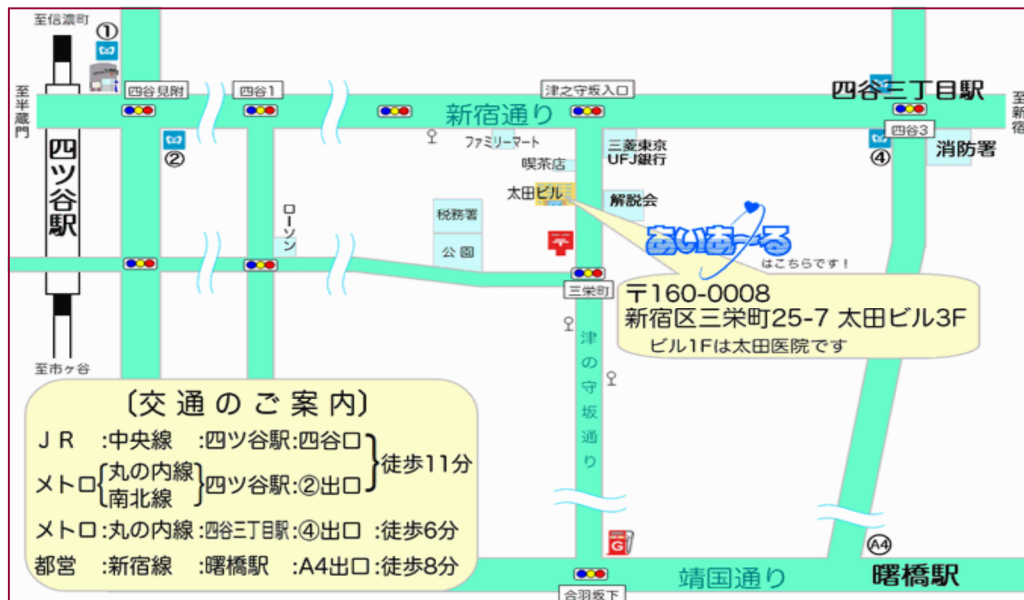 至信濃町
①
至半蔵門
四谷見附
四谷1
津之守坂入口
四谷三丁目駅
至新宿
新宿通り
四谷3
②
ファミリーマート
三菱東京
UFJ銀行
④
消防署
四ツ谷駅
喫茶店
太田ビル
解説会
ローソン
税務署
公園
あいあ〜る
はこちらです!
三栄町
〒160-0008
新宿区三栄町25-7 太田ビル3F
ビル1Fは太田医院です
至市ヶ谷
津の守坂通り
〔交通のご案内〕
JR :中央線 :四ツ谷駅:四谷口
メトロ{丸の内線 南北線}四ツ谷駅:②出口 }徒歩11分
メトロ:丸の内線:四谷三丁目駅:④出口 :徒歩6分
都営 :新宿線 :曙橋駅 :A4出口:徒歩8分
G
A4
靖国通り
曙橋駅
合羽坂下